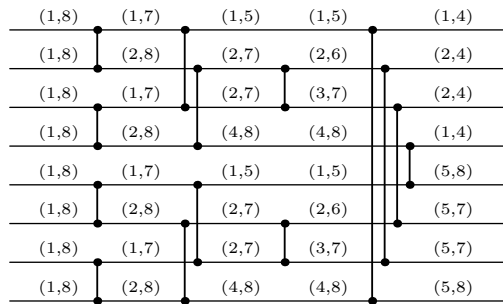 (1,8) (1,7) (1,5) (1,5) (1,4)
(1,8) (2,8) (2,7) (2,6) (2,4)
(1,8) (1,7) (2,7) (3,7) (2,4)
(1,8) (2,8) (4,8) (4,8) (1,4)
(1,8) (1,7) (1,5) (1,5) (5,8)
(1,8) (2,8) (2,7) (2,6) (5,7)
(1,8) (1,7) (2,7) (3,7) (5,7)
(1,8) (2,8) (4,8) (4,8) (5,8)